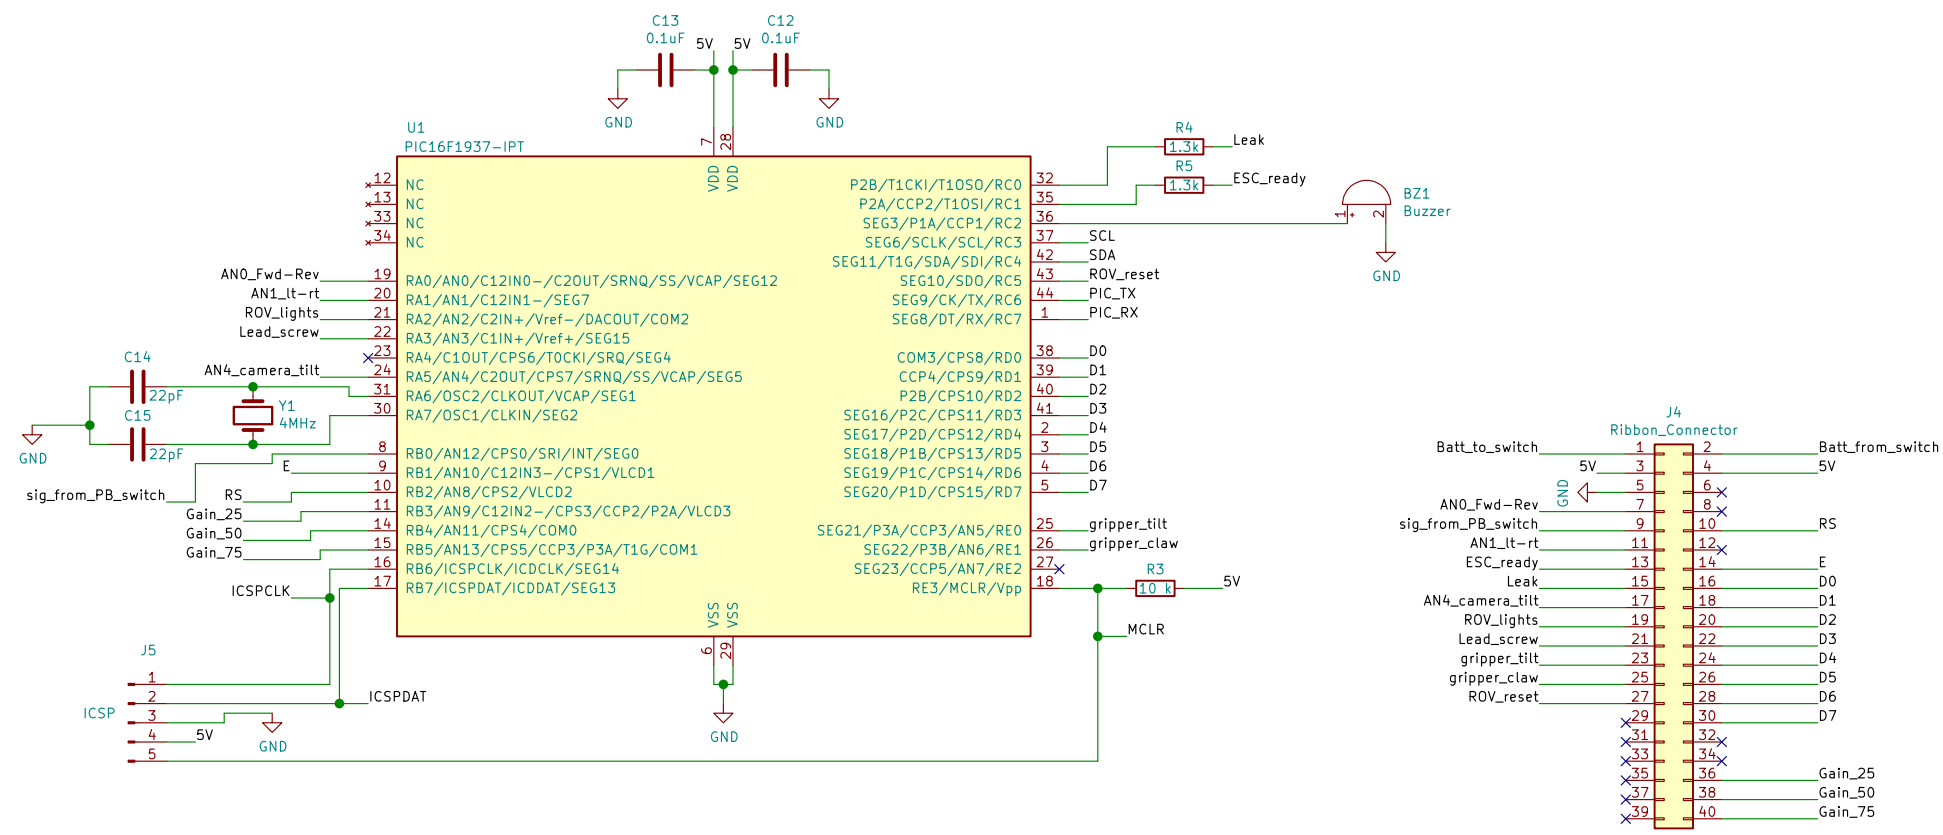 C13
0.1uF
5V
5V
C12
0.1uF
GND
GND
U1
PIC16F1937-IPT
7
28
VDD
VDD
12 NC
13 NC
33 NC
34 NC
AN0_Fwd-Rev 19 RA0/AN0/C12IN0-/C2OUT/SRNQ/SS/VCAP/SEG12
AN1_lt-rt 20 RA1/AN1/C12IN1-/SEG7
ROV_lights 21 RA2/AN2/C2IN+/Vref-/DACOUT/COM2
Lead_screw 22 RA3/AN3/C1IN+/Vref+/SEG15
23 RA4/C1OUT/CPS6/T0CKI/SRQ/SEG4
AN4_camera_tilt 24 RA5/AN4/C2OUT/CPS7/SRNQ/SS/VCAP/SEG5
31 RA6/OSC2/CLKOUT/VCAP/SEG1
30 RA7/OSC1/CLKIN/SEG2
C14
22pF
C15
22pF
Y1
4MHz
GND
8 RB0/AN12/CPS0/SRI/INT/SEG0
E 9 RB1/AN10/C12IN3-/CPS1/VLCD1
sig_from_PB_switch
RS 10 RB2/AN8/CPS2/VLCD2
Gain_25 11 RB3/AN9/C12IN2-/CPS3/CCP2/P2A/VLCD3
Gain_50 14 RB4/AN11/CPS4/COM0
Gain_75 15 RB5/AN13/CPS5/CCP3/P3A/T1G/COM1
16 RB6/ICSPCLK/ICDCLK/SEG14
17 RB7/ICSPDAT/ICDDAT/SEG13
ICSPCLK
VSS
VSS
6
29
GND
J5
ICSP
1
2
3
4
5
ICSPDAT
GND
5V
P2B/T1CKI/T1OSO/RC0 32
P2A/CCP2/T1OSI/RC1 35
SEG3/P1A/CCP1/RC2 36
SEG6/SCLK/SCL/RC3 37 SCL
SEG11/T1G/SDA/SDI/RC4 42 SDA
SEG10/SDO/RC5 43 ROV_reset
SEG9/CK/TX/RC6 44 PIC_TX
SEG8/DT/RX/RC7 1 PIC_RX
COM3/CPS8/RD0 38 D0
CCP4/CPS9/RD1 39 D1
P2B/CPS10/RD2 40 D2
SEG16/P2C/CPS11/RD3 41 D3
SEG17/P2D/CPS12/RD4 2 D4
SEG18/P1B/CPS13/RD5 3 D5
SEG19/P1C/CPS14/RD6 4 D6
SEG20/P1D/CPS15/RD7 5 D7
SEG21/P3A/CCP3/AN5/RE0 25 gripper_tilt
SEG22/P3B/AN6/RE1 26 gripper_claw
SEG23/CCP5/AN7/RE2 27
RE3/MCLR/Vpp 18
R4
1.3k
Leak
R5
1.3k
ESC_ready
BZ1
Buzzer
1 + 2
GND
R3
10 k
5V
MCLR
J4
Ribbon_Connector
Batt_to_switch 1 2 Batt_from_switch
5V 3 4 5V
GND 5 6
AN0_Fwd-Rev 7 8
sig_from_PB_switch 9 10 RS
AN1_lt-rt 11 12
ESC_ready 13 14 E
Leak 15 16 D0
AN4_camera_tilt 17 18 D1
ROV_lights 19 20 D2
Lead_screw 21 22 D3
gripper_tilt 23 24 D4
gripper_claw 25 26 D5
ROV_reset 27 28 D6
29 30 D7
31 32
33 34
35 36 Gain_25
37 38 Gain_50
39 40 Gain_75